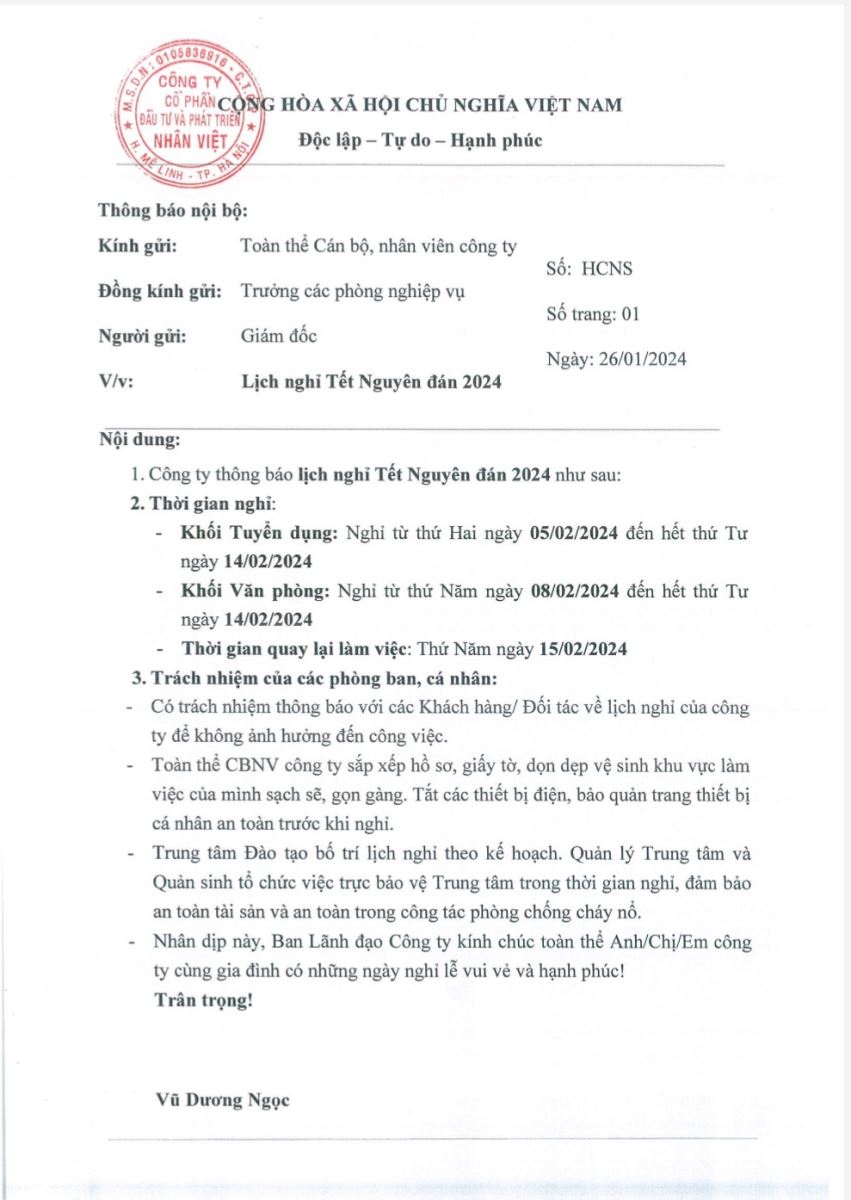 M.S.D.N: 0105836916 - C.T.C.P
CÔNG TY
CỔ PHẦN
ĐẦU TƯ VÀ PHÁT TRIỂN
NHÂN VIỆT
H. MÊ LINH - TP. HÀ NỘI
CỘNG HÒA XÃ HỘI CHỦ NGHĨA VIỆT NAM
Độc lập – Tự do – Hạnh phúc
Thông báo nội bộ:
Kính gửi: Toàn thể Cán bộ, nhân viên công ty
Số: HCNS
Đồng kính gửi: Trưởng các phòng nghiệp vụ
Số trang: 01
Người gửi: Giám đốc
Ngày: 26/01/2024
V/v: Lịch nghỉ Tết Nguyên đán 2024
Nội dung:
1. Công ty thông báo lịch nghỉ Tết Nguyên đán 2024 như sau:
2. Thời gian nghỉ:
- Khối Tuyển dụng: Nghỉ từ thứ Hai ngày 05/02/2024 đến hết thứ Tư
ngày 14/02/2024
- Khối Văn phòng: Nghỉ từ thứ Năm ngày 08/02/2024 đến hết thứ Tư
ngày 14/02/2024
- Thời gian quay lại làm việc: Thứ Năm ngày 15/02/2024
3. Trách nhiệm của các phòng ban, cá nhân:
- Có trách nhiệm thông báo với các Khách hàng/ Đối tác về lịch nghỉ của công
ty để không ảnh hưởng đến công việc.
- Toàn thể CBNV công ty sắp xếp hồ sơ, giấy tờ, dọn dẹp vệ sinh khu vực làm
việc của mình sạch sẽ, gọn gàng. Tắt các thiết bị điện, bảo quản trang thiết bị
cá nhân an toàn trước khi nghỉ.
- Trung tâm Đào tạo bố trí lịch nghỉ theo kế hoạch. Quản lý Trung tâm và
Quản sinh tổ chức việc trực bảo vệ Trung tâm trong thời gian nghỉ, đảm bảo
an toàn tài sản và an toàn trong công tác phòng chống cháy nổ.
- Nhân dịp này, Ban Lãnh đạo Công ty kính chúc toàn thể Anh/Chị/Em công
ty cùng gia đình có những ngày nghỉ lễ vui vẻ và hạnh phúc!
Trân trọng!
Vũ Dương Ngọc